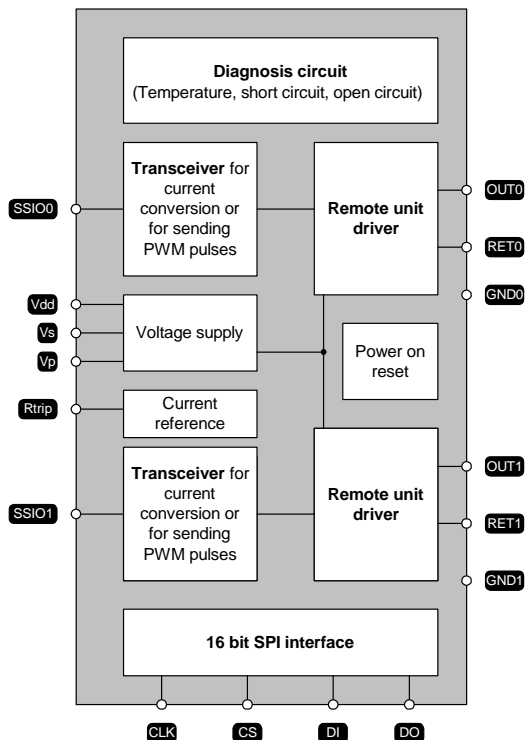 Diagnosis circuit
(Temperature, short circuit, open circuit)
Transceiver for
current
conversion or
for sending
PWM pulses
Remote unit
driver
SSIO0
OUT0
RET0
GND0
Vdd
Vs
Vp
Voltage supply
Power on
reset
Rtrip
Current
reference
Transceiver for
current
conversion or
for sending
PWM pulses
Remote unit
driver
SSIO1
OUT1
RET1
GND1
16 bit SPI interface
CLK
CS
DI
DO